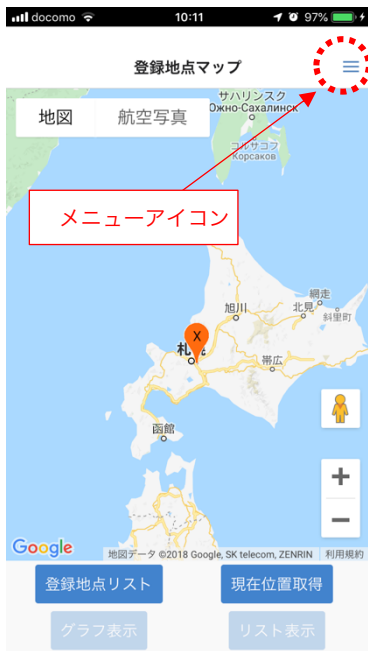 docomo 10:11 97%
登録地点マップ
地図 航空写真
サハリンスク
Южно-Сахалинск
コルサコフ
Корсаков
メニューアイコン
網走
旭川
北見
斜里町
X
札幌
帯広
函館
+
−
Google
地図データ ©2018 Google, SK telecom, ZENRIN 利用規約
登録地点リスト 現在位置取得
グラフ表示 リスト表示